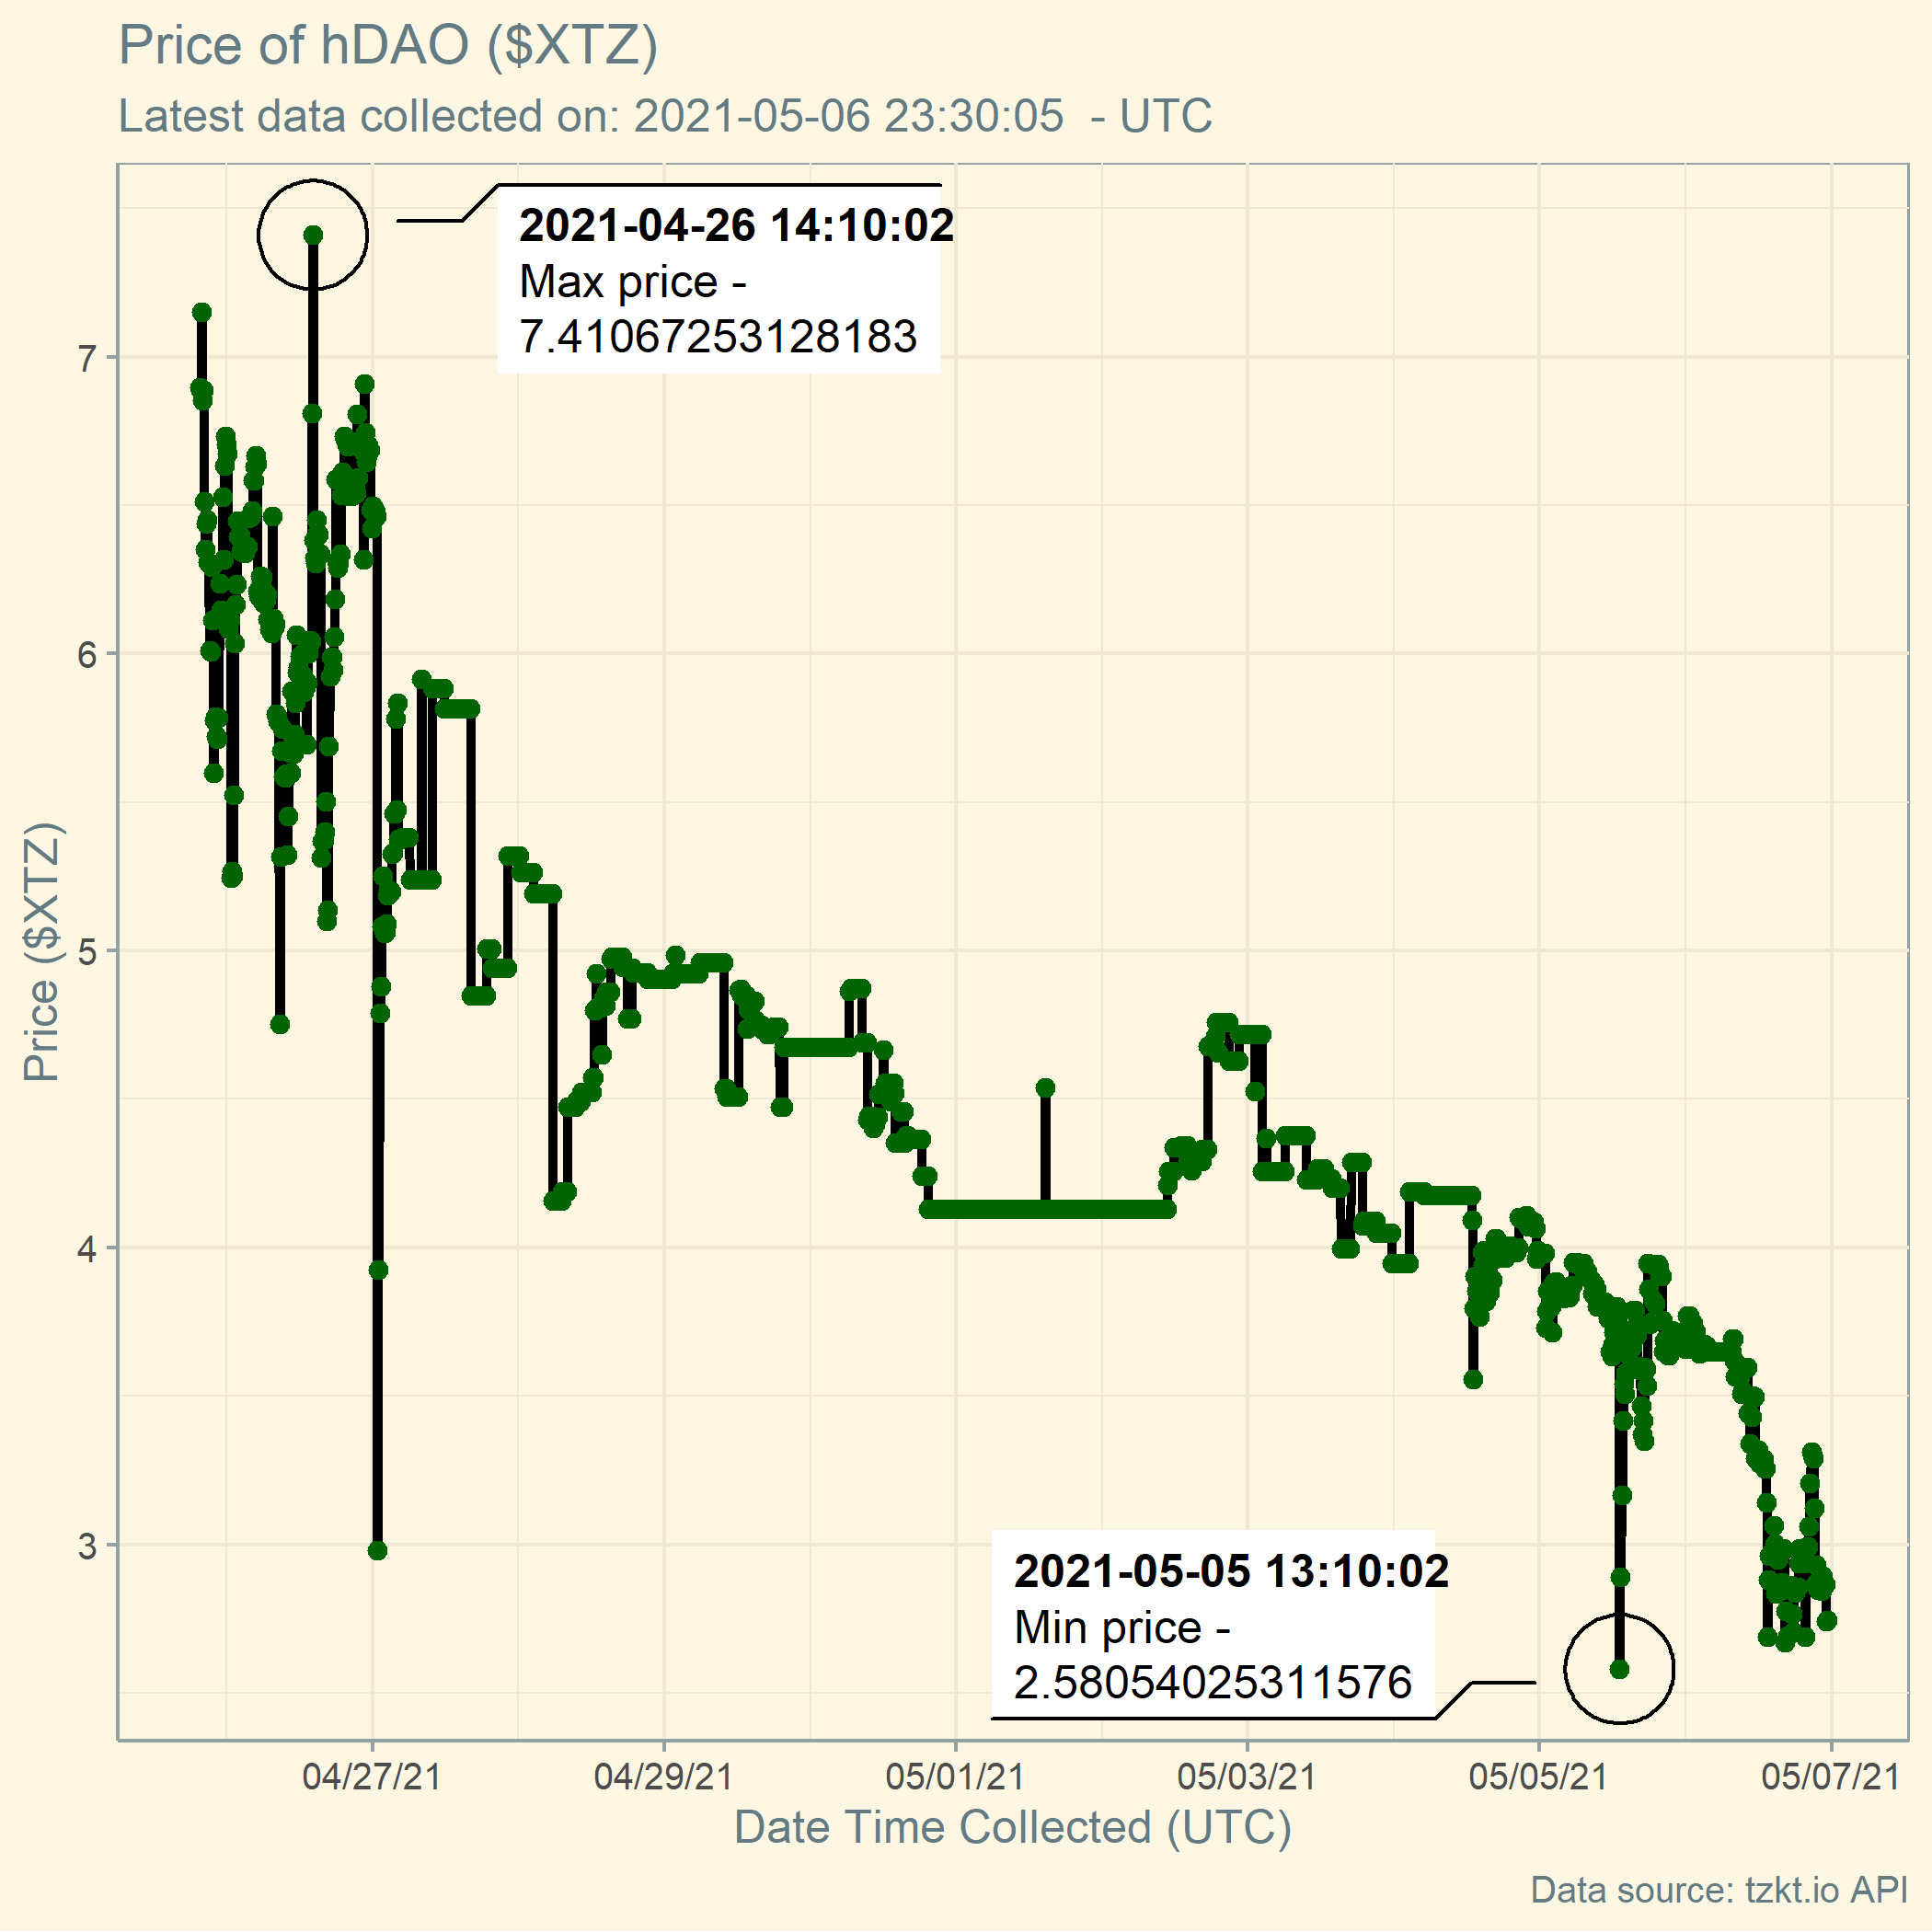 Price of hDAO ($XTZ)
Latest data collected on: 2021-05-06 23:30:05  - UTC
2021-04-26 14:10:02
Max price -
7.41067253128183
7
6
5
4
3
Price ($XTZ)
2021-05-05 13:10:02
Min price -
2.58054025311576
04/27/21 04/29/21 05/01/21 05/03/21 05/05/21 05/07/21
Date Time Collected (UTC)
Data source: tzkt.io API